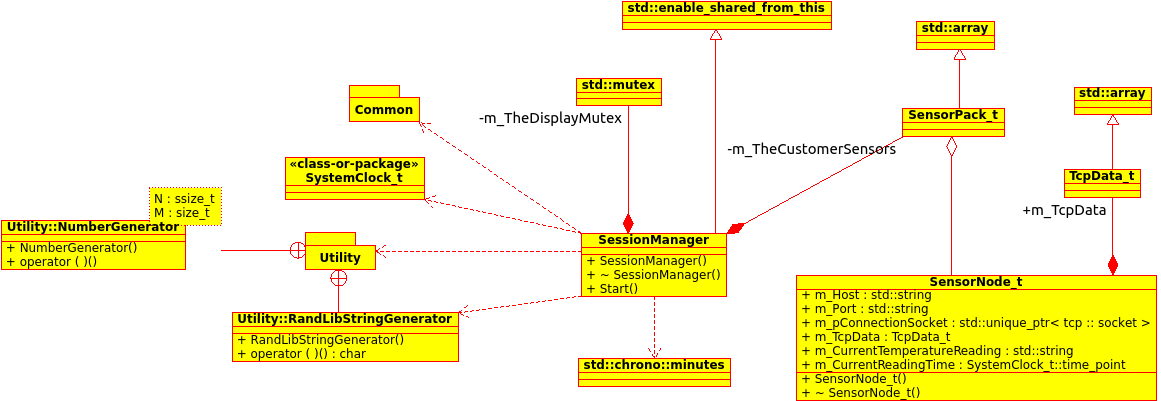 std::enable_shared_from_this
std::array
std::mutex
std::array
Common
-m_TheDisplayMutex
SensorPack_t
-m_TheCustomerSensors
«class-or-package»
SystemClock_t
TcpData_t
N : ssize_t
M : size_t
+m_TcpData
Utility::NumberGenerator
+ NumberGenerator()
+ operator ( )()
Utility
SessionManager
+ SessionManager()
+ ~ SessionManager()
+ Start()
SensorNode_t
+ m_Host : std::string
+ m_Port : std::string
+ m_pConnectionSocket : std::unique_ptr< tcp :: socket >
+ m_TcpData : TcpData_t
+ m_CurrentTemperatureReading : std::string
+ m_CurrentReadingTime : SystemClock_t::time_point
+ SensorNode_t()
+ ~ SensorNode_t()
Utility::RandLibStringGenerator
+ RandLibStringGenerator()
+ operator ( )() : char
std::chrono::minutes